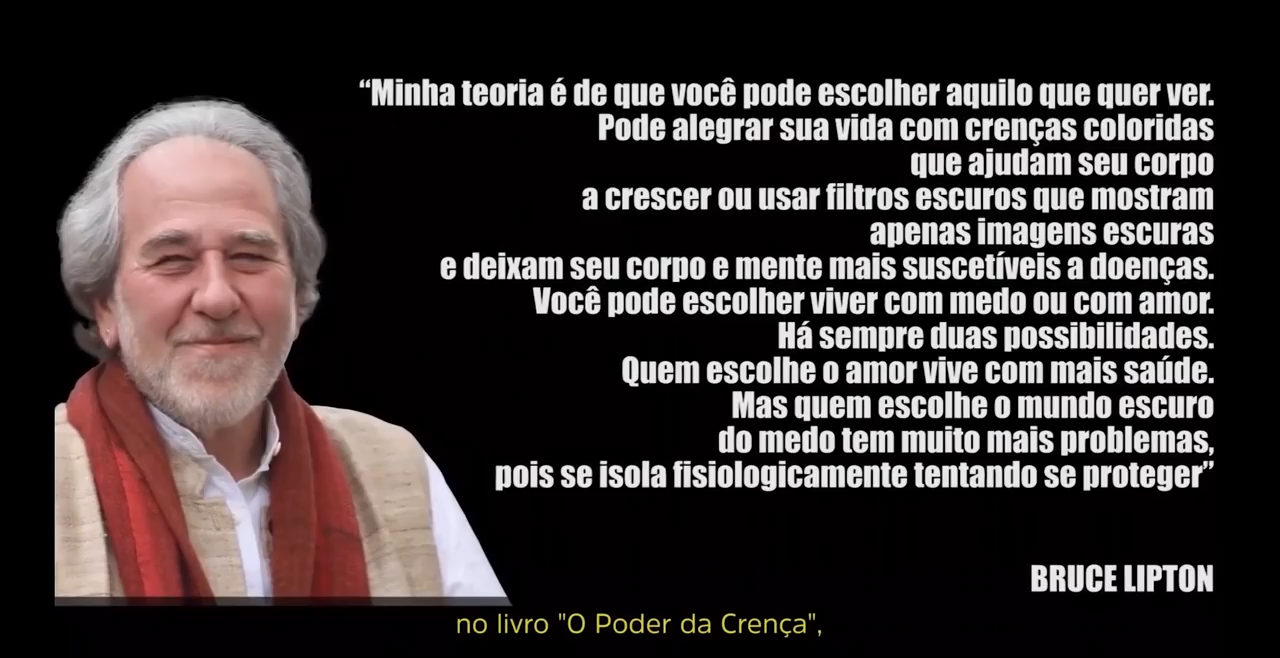 “Minha teoria é de que você pode escolher aquilo que quer ver.
Pode alegrar sua vida com crenças coloridas
que ajudam seu corpo
a crescer ou usar filtros escuros que mostram
apenas imagens escuras
e deixam seu corpo e mente mais suscetíveis a doenças.
Você pode escolher viver com medo ou com amor.
Há sempre duas possibilidades.
Quem escolhe o amor vive com mais saúde.
Mas quem escolhe o mundo escuro
do medo tem muito mais problemas,
pois se isola fisiologicamente tentando se proteger”
BRUCE LIPTON
no livro "O Poder da Crença",